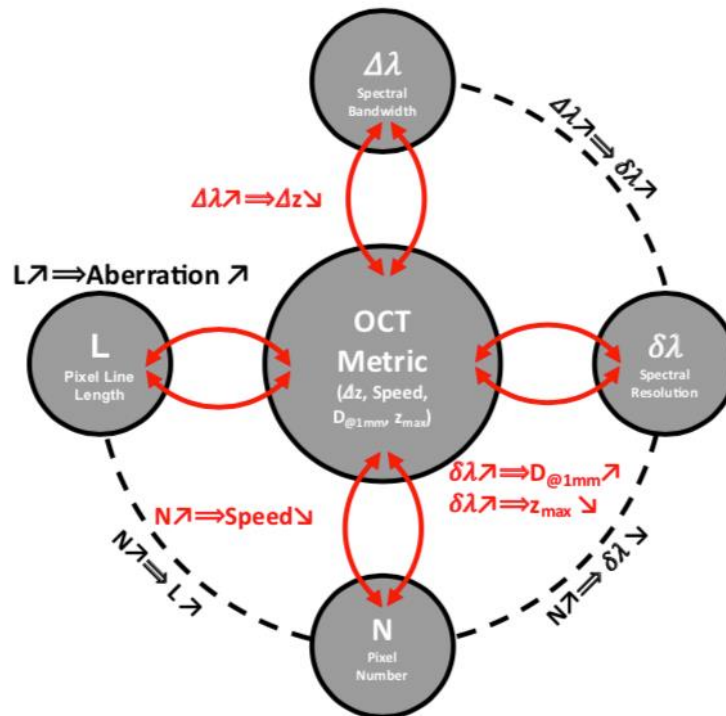 Δλ
Spectral
Bandwidth
Δλ↗⟹δλ↗
Δλ↗⟹Δz↘
L↗⟹Aberration ↗
L
Pixel Line
Length
OCT
Metric
(Δz, Speed,
D@1mm, zmax)
δλ
Spectral
Resolution
δλ↗⟹D@1mm↗
δλ↗⟹zmax ↘
N↗⟹Speed↘
N↗⟹L↗
N↗⟹δλ↘
N
Pixel
Number